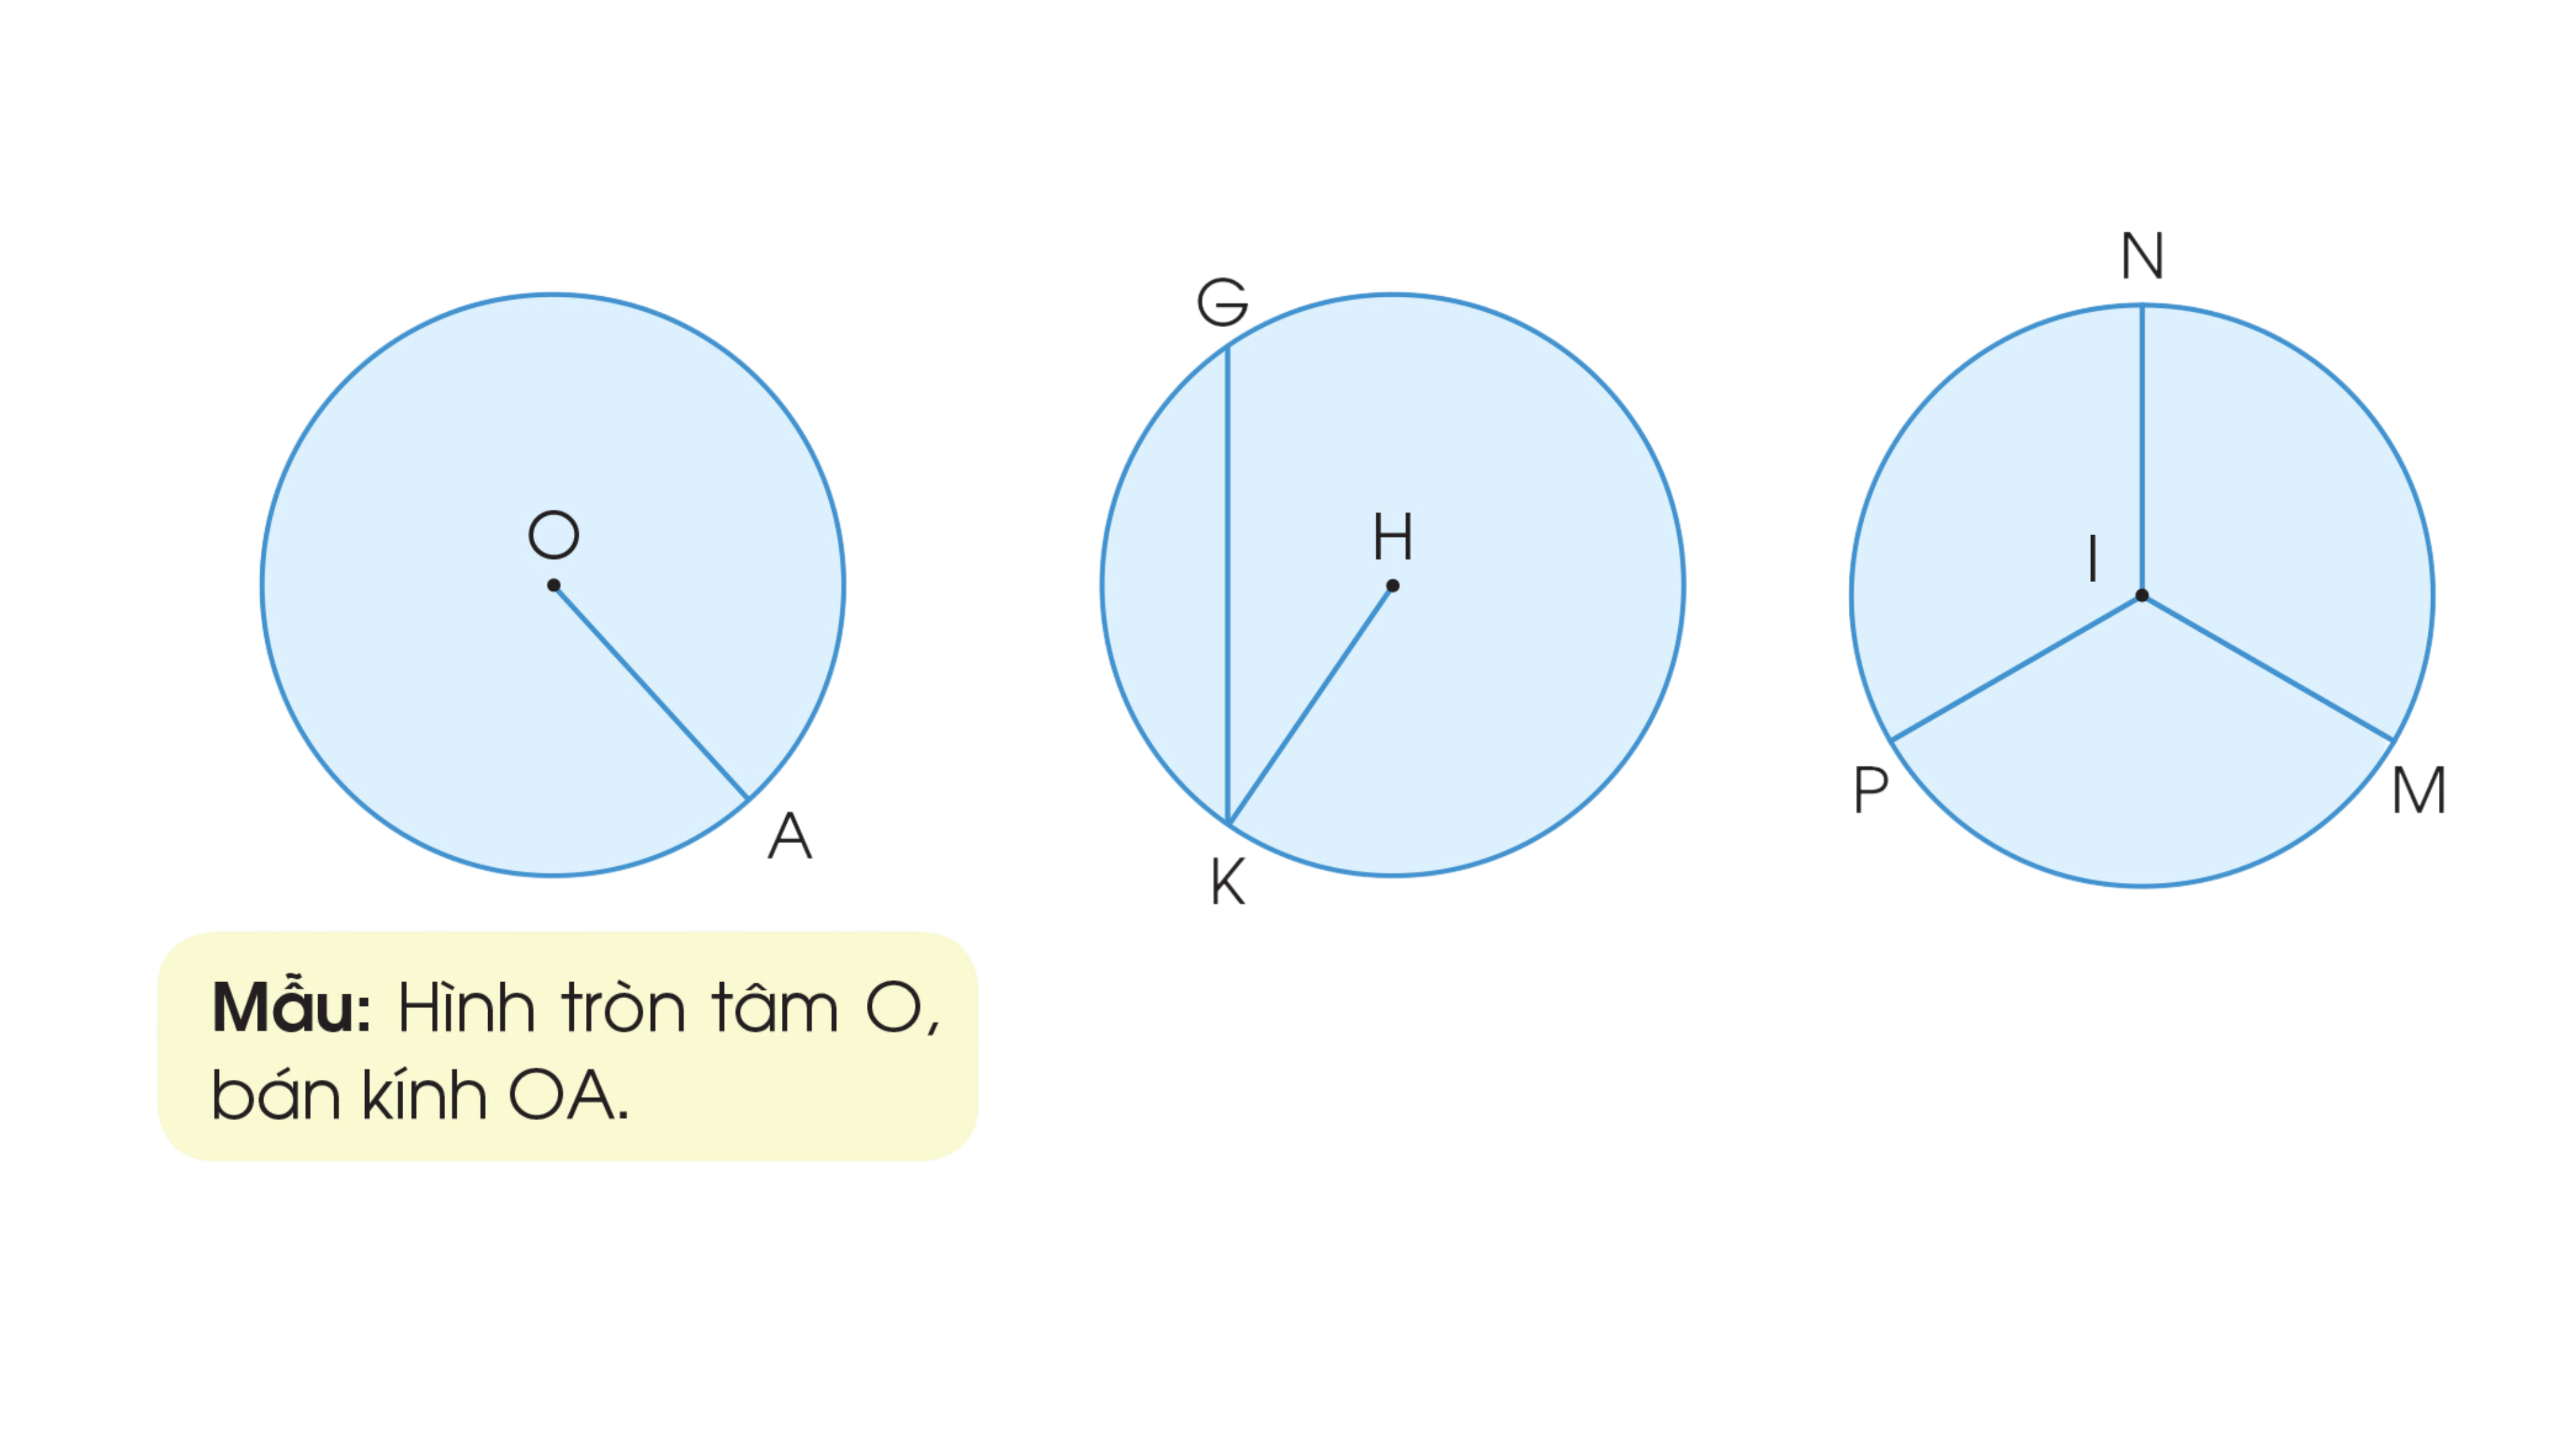 N
G
O
H
I
P
M
A
K
Mẫu: Hình tròn tâm O,
bán kính OA.